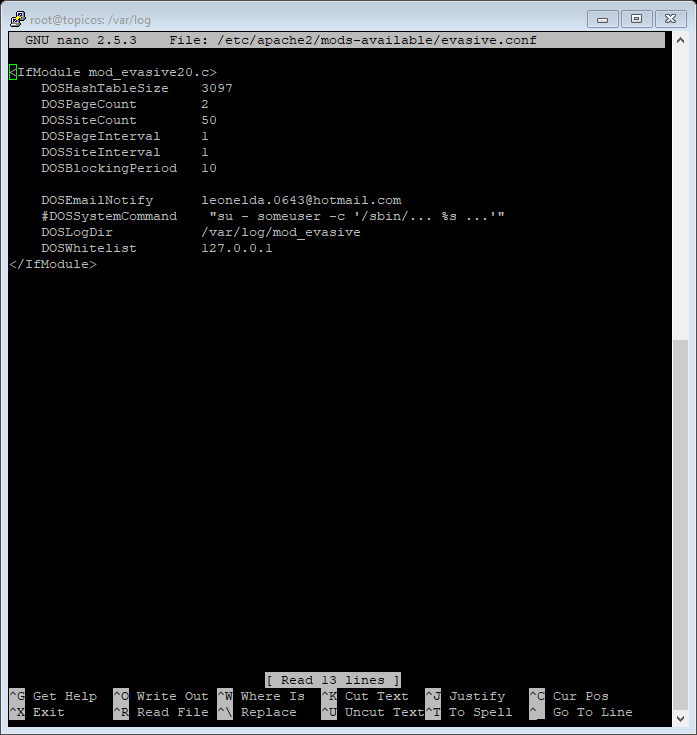 root@topicos: /var/log
GNU nano 2.5.3 File: /etc/apache2/mods-available/evasive.conf
<IfModule mod_evasive20.c>
DOSHashTableSize 3097
DOSPageCount 2
DOSSiteCount 50
DOSPageInterval 1
DOSSiteInterval 1
DOSBlockingPeriod 10
DOSEmailNotify leonelda.0643@hotmail.com
#DOSSystemCommand "su - someuser -c '/sbin/... %s ...'"
DOSLogDir /var/log/mod_evasive
DOSWhitelist 127.0.0.1
</IfModule>
[ Read 13 lines ]
^G Get Help ^O Write Out ^W Where Is ^K Cut Text ^J Justify ^C Cur Pos
^X Exit ^R Read File ^\ Replace ^U Uncut Text ^T To Spell ^_ Go To Line